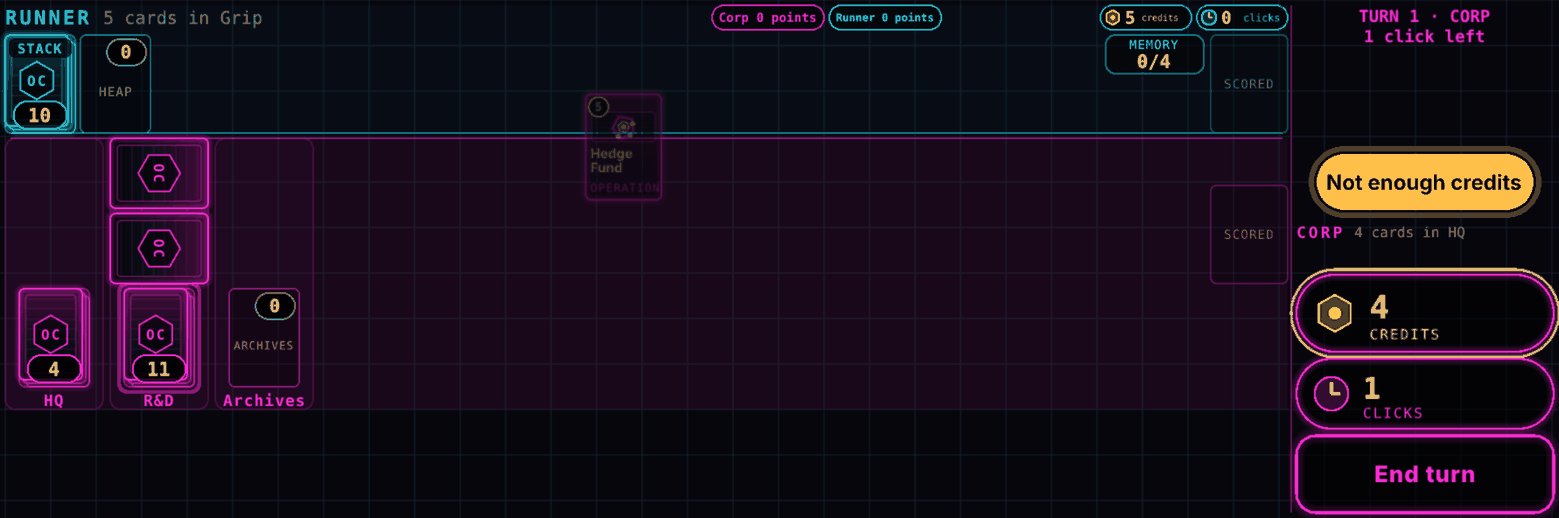 RUNNER 5 cards in Grip
Corp 0 points
Runner 0 points
5 credits
0 clicks
TURN 1 · CORP
1 click left
STACK
OC
10
0
HEAP
MEMORY
0/4
SCORED
5
Hedge
Fund
OPERATION
Not enough credits
OC
OC
SCORED
CORP 4 cards in HQ
OC
4
HQ
OC
11
R&D
0
ARCHIVES
Archives
4
CREDITS
1
CLICKS
End turn